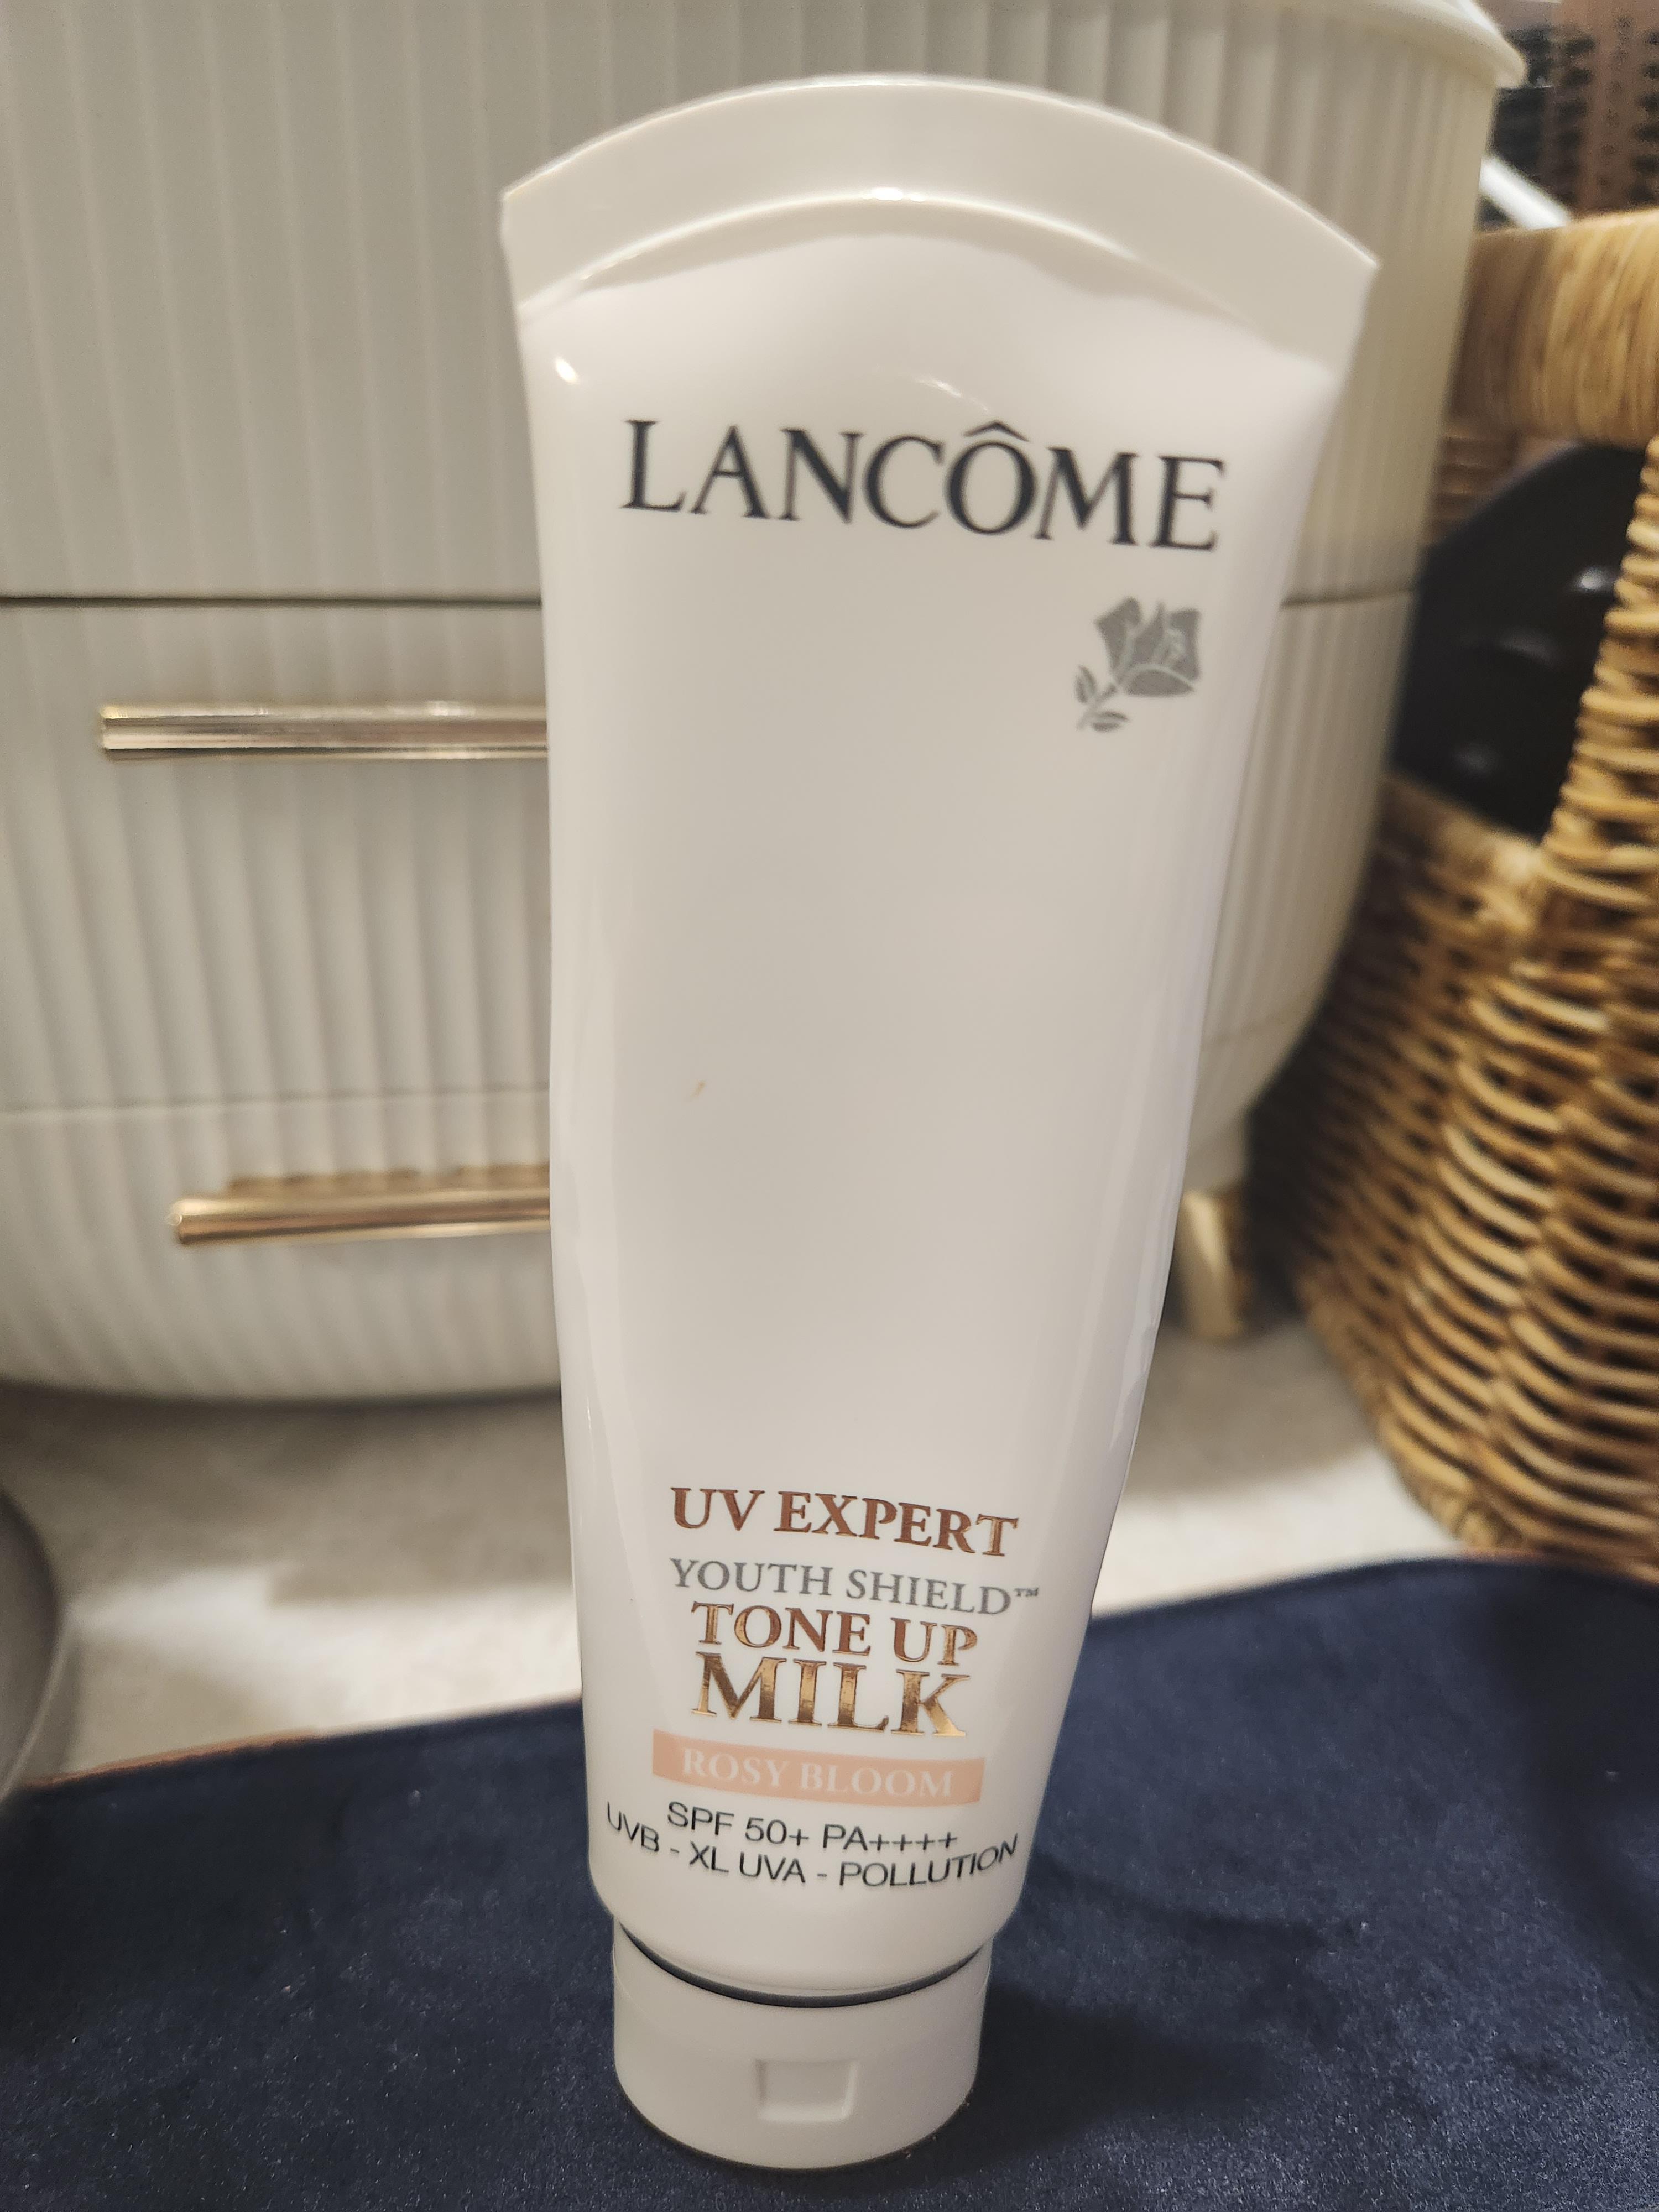 LANCÔME
UV EXPERT
YOUTH SHIELD™
TONE UP
MILK
ROSY BLOOM
SPF 50+ PA++++
UVB - XL UVA - POLLUTION